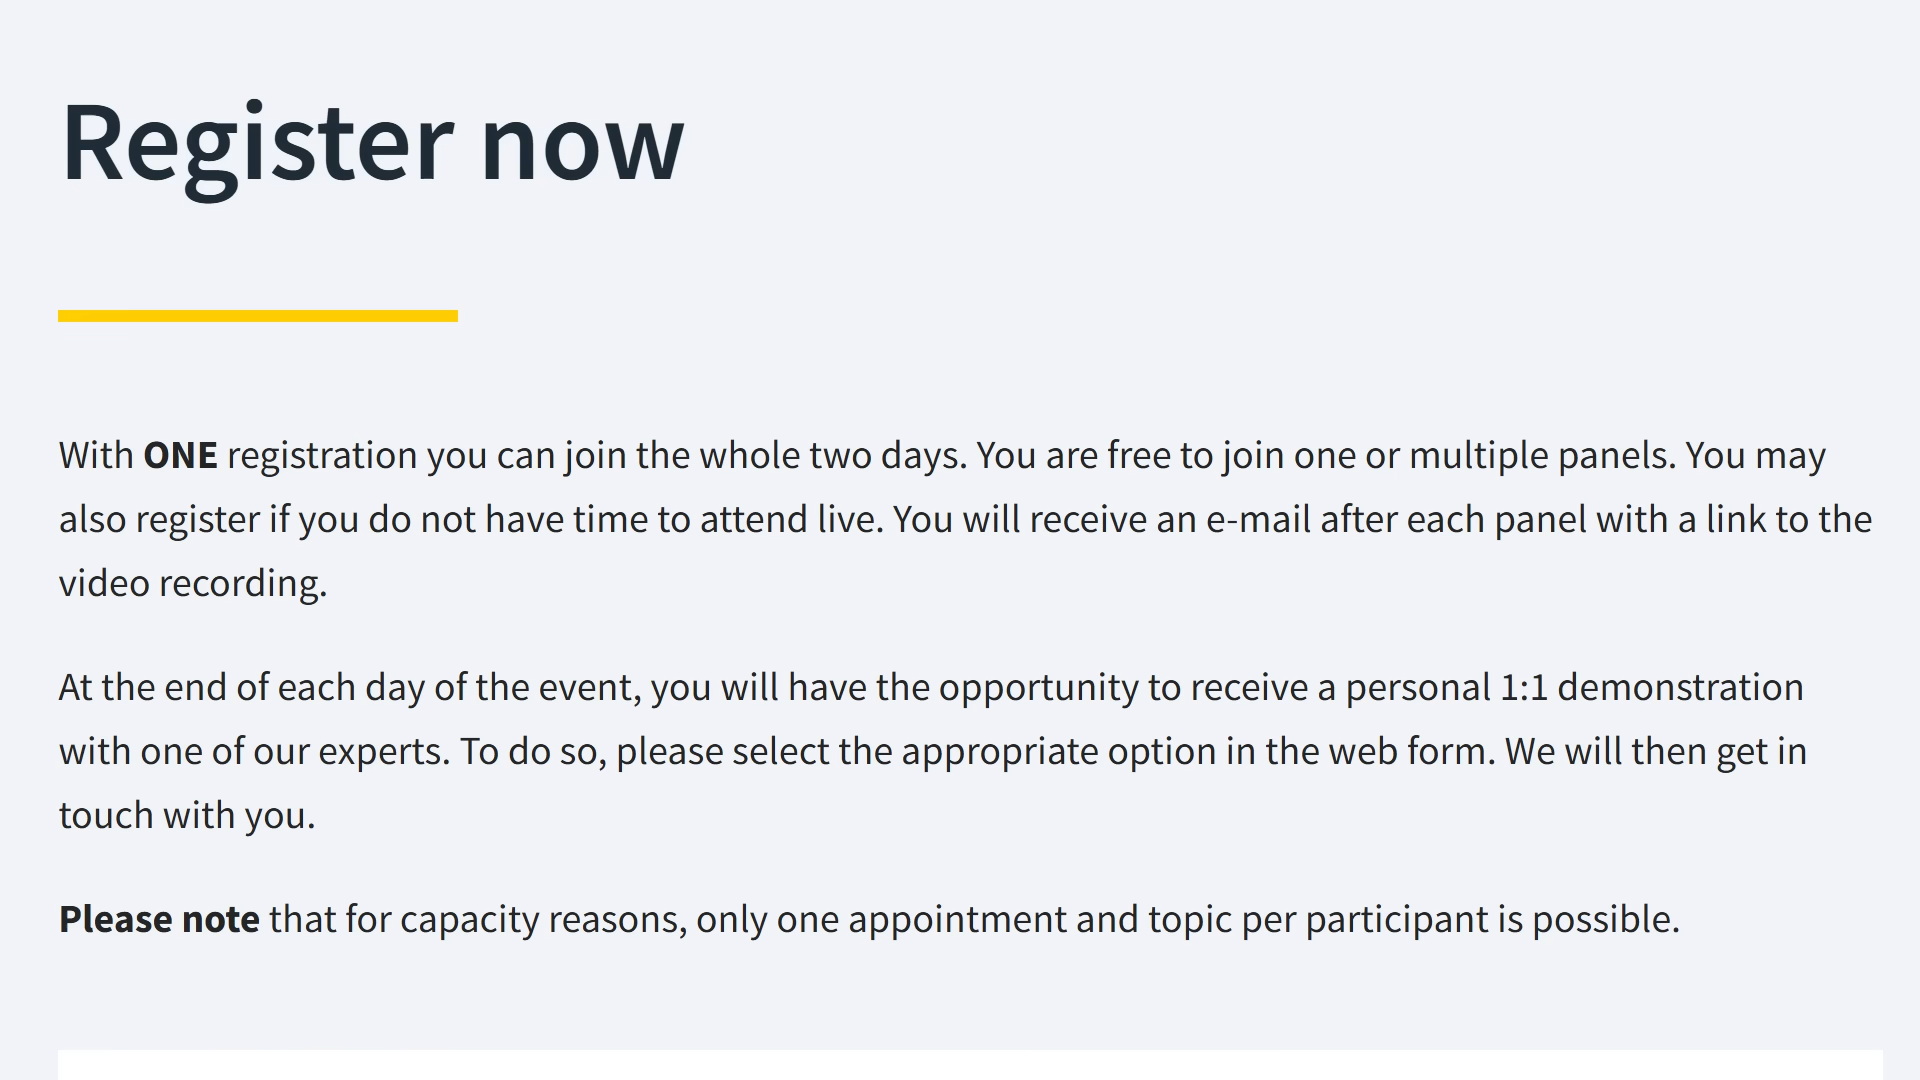 Register now
With ONE registration you can join the whole two days. You are free to join one or multiple panels. You may
also register if you do not have time to attend live. You will receive an e-mail after each panel with a link to the
video recording.
At the end of each day of the event, you will have the opportunity to receive a personal 1:1 demonstration
with one of our experts. To do so, please select the appropriate option in the web form. We will then get in
touch with you.
Please note that for capacity reasons, only one appointment and topic per participant is possible.